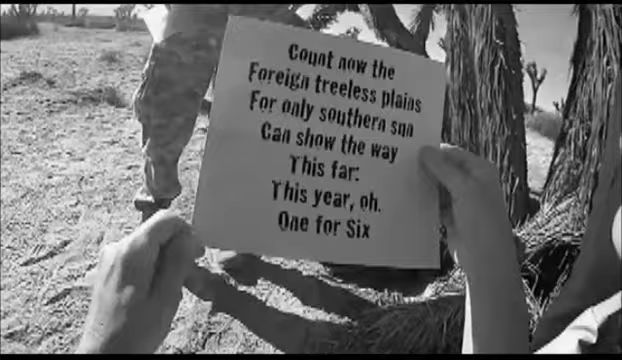 Count now the
Foreign treeless plains
For only southern sun
Can show the way
This far:
This year, oh.
One for Six